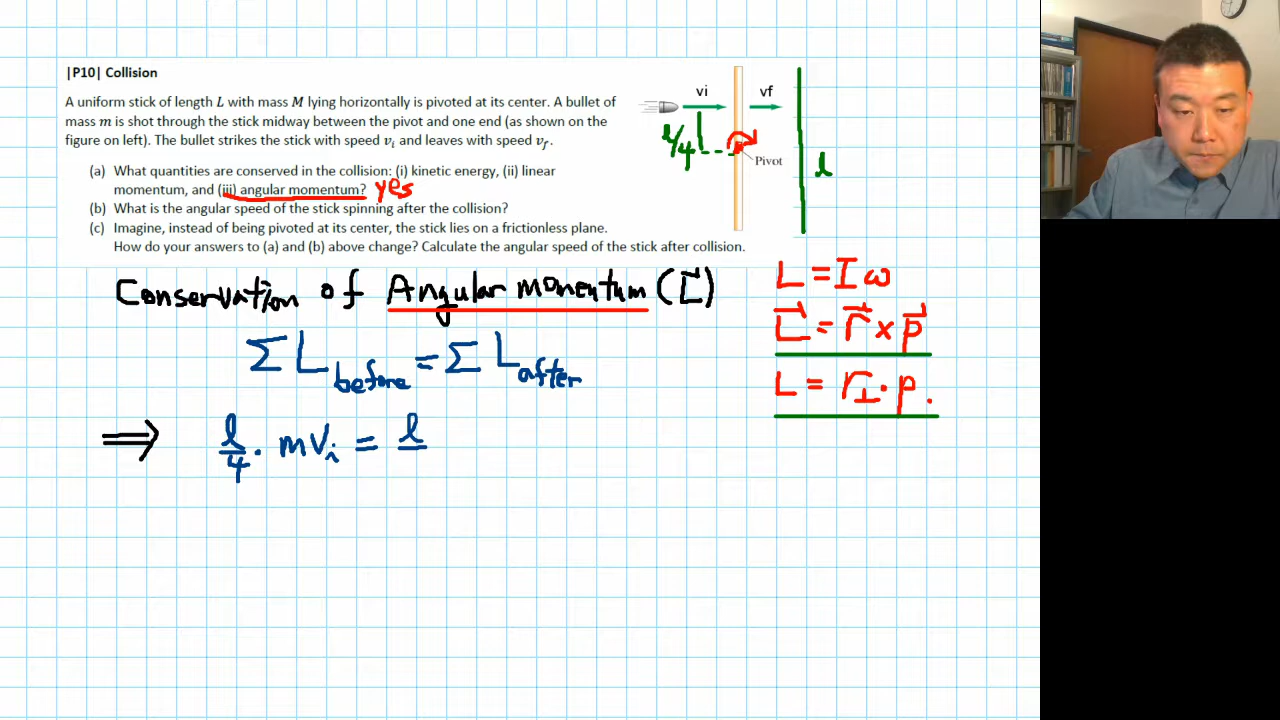 |P10| Collision
A uniform stick of length L with mass M lying horizontally is pivoted at its center. A bullet of
mass m is shot through the stick midway between the pivot and one end (as shown on the
figure on left). The bullet strikes the stick with speed v_i and leaves with speed v_f.
(a) What quantities are conserved in the collision: (i) kinetic energy, (ii) linear
momentum, and (iii) angular momentum? yes
(b) What is the angular speed of the stick spinning after the collision?
(c) Imagine, instead of being pivoted at its center, the stick lies on a frictionless plane.
How do your answers to (a) and (b) above change? Calculate the angular speed of the stick after collision.
vi vf
l/4
Pivot
l
Conservation of Angular momentum (L⃗)
Σ L before = Σ L after
⟹ l/4 · m v_i = l
L = I ω
L⃗ = r⃗ × p⃗
L = r⊥ · p.